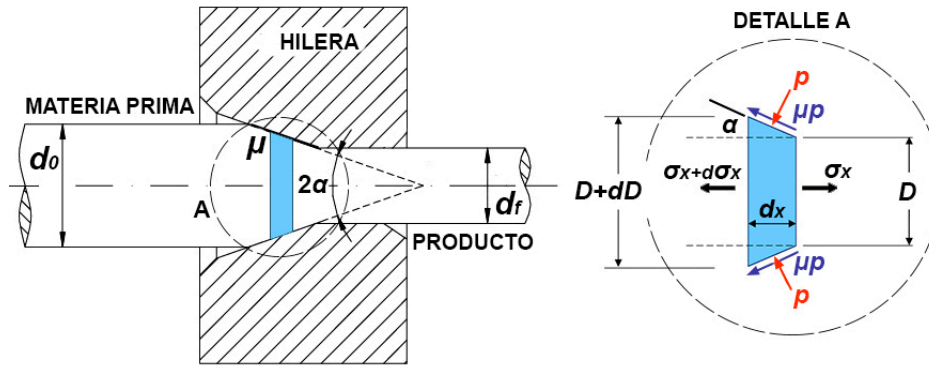 HILERA
MATERIA PRIMA
d0
μ
2α
A
df
PRODUCTO
DETALLE A
p
μp
α
σx+dσx
σx
D+dD
dx
D
μp
p